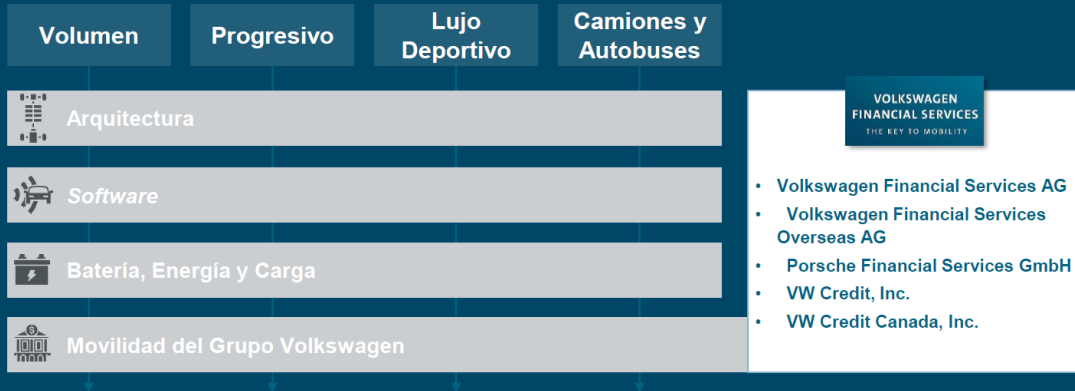 Volumen
Progresivo
Lujo
Deportivo
Camiones y
Autobuses
Arquitectura
Software
Batería, Energía y Carga
Movilidad del Grupo Volkswagen
VOLKSWAGEN
FINANCIAL SERVICES
THE KEY TO MOBILITY
• Volkswagen Financial Services AG
• Volkswagen Financial Services
Overseas AG
• Porsche Financial Services GmbH
• VW Credit, Inc.
• VW Credit Canada, Inc.